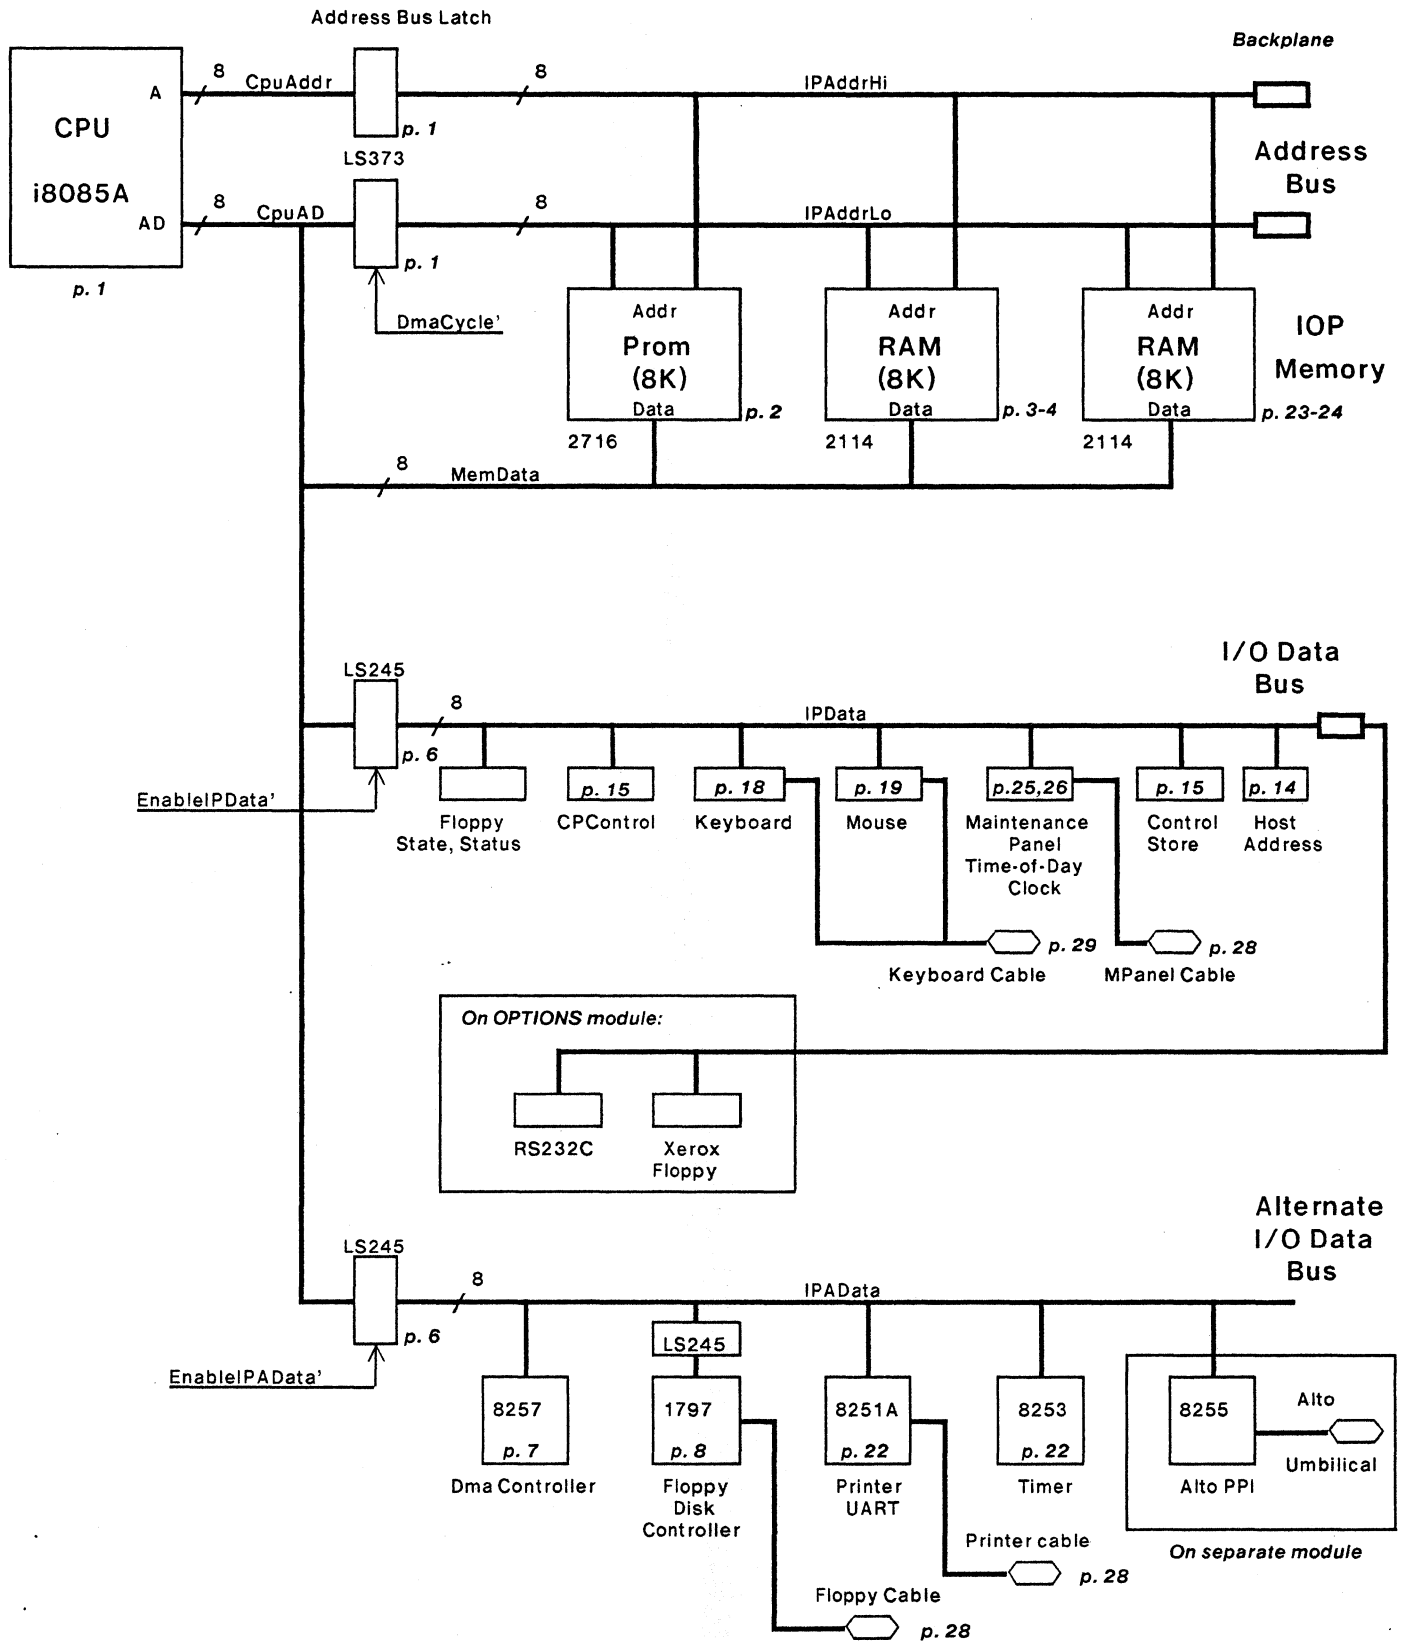 Address Bus Latch
Backplane
8
CpuAddr
8
IPAddrHi
A
CPU
i8085A
p. 1
LS373
Address
Bus
8
CpuAD
8
IPAddrLo
AD
p. 1
p. 1
DmaCycle'
Addr
Prom
(8K)
Data
p. 2
2716
Addr
RAM
(8K)
Data
p. 3-4
2114
Addr
RAM
(8K)
Data
p. 23-24
2114
IOP
Memory
8
MemData
I/O Data
Bus
LS245
8
IPData
p. 6
EnableIPData'
Floppy
State, Status
p. 15
CPControl
p. 18
Keyboard
p. 19
Mouse
p.25,26
Maintenance
Panel
Time-of-Day
Clock
p. 15
Control
Store
p. 14
Host
Address
p. 29
Keyboard Cable
p. 28
MPanel Cable
On OPTIONS module:
RS232C
Xerox
Floppy
Alternate
I/O Data
Bus
LS245
8
IPAData
p. 6
EnableIPAData'
LS245
8257
p. 7
Dma Controller
1797
p. 8
Floppy
Disk
Controller
8251A
p. 22
Printer
UART
8253
p. 22
Timer
8255
Alto PPI
Alto
Umbilical
On separate module
Printer cable
p. 28
Floppy Cable
p. 28